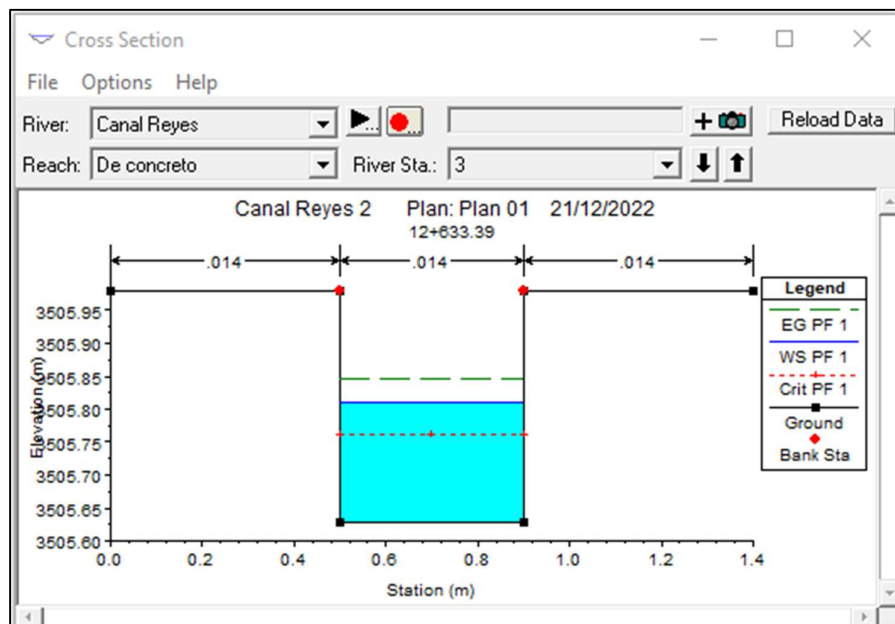 Cross Section
File Options Help
River: Canal Reyes ... ... Reload Data
Reach: De concreto River Sta.: 3
Canal Reyes 2 Plan: Plan 01 21/12/2022
12+633.39
.014 .014 .014
Legend
EG PF 1
WS PF 1
Crit PF 1
Ground
Bank Sta
Elevation (m)
3505.95
3505.90
3505.85
3505.80
3505.75
3505.70
3505.65
3505.60
0.0 0.2 0.4 0.6 0.8 1.0 1.2 1.4
Station (m)